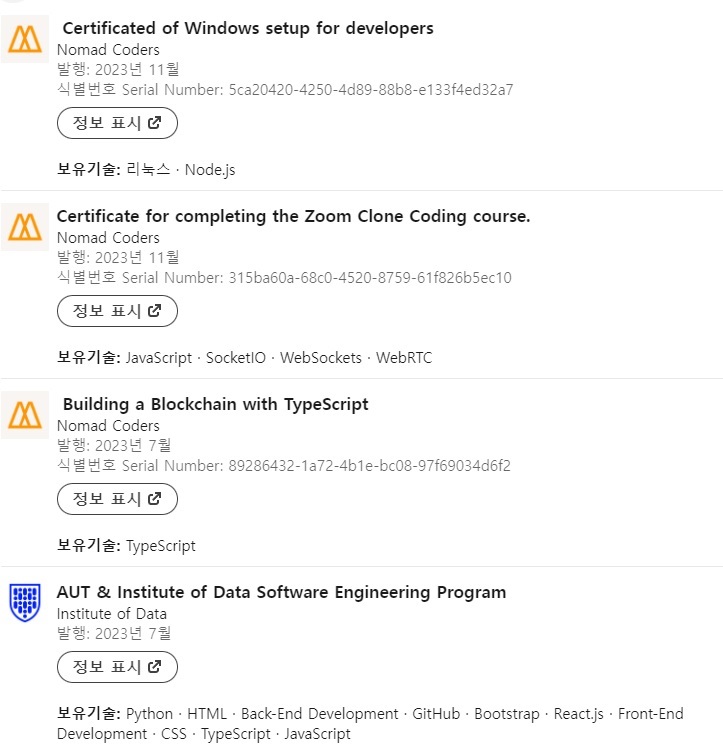 Certificated of Windows setup for developers
Nomad Coders
발행: 2023년 11월
식별번호 Serial Number: 5ca20420-4250-4d89-88b8-e133f4ed32a7
정보 표시
보유기술: 리눅스 · Node.js
Certificate for completing the Zoom Clone Coding course.
Nomad Coders
발행: 2023년 11월
식별번호 Serial Number: 315ba60a-68c0-4520-8759-61f826b5ec10
정보 표시
보유기술: JavaScript · SocketIO · WebSockets · WebRTC
Building a Blockchain with TypeScript
Nomad Coders
발행: 2023년 7월
식별번호 Serial Number: 89286432-1a72-4b1e-bc08-97f69034d6f2
정보 표시
보유기술: TypeScript
AUT & Institute of Data Software Engineering Program
Institute of Data
발행: 2023년 7월
정보 표시
보유기술: Python · HTML · Back-End Development · GitHub · Bootstrap · React.js · Front-End
Development · CSS · TypeScript · JavaScript